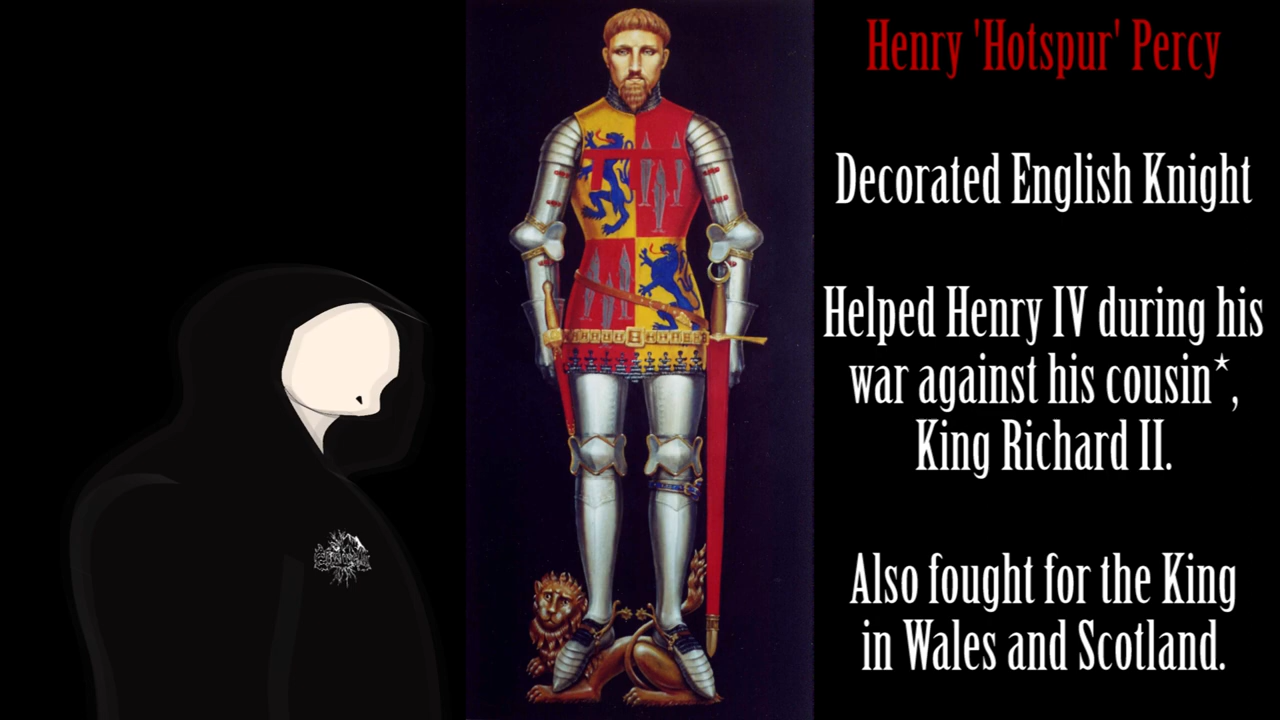 Henry 'Hotspur' Percy
Decorated English Knight
Helped Henry IV during his
war against his cousin*,
King Richard II.
Also fought for the King
in Wales and Scotland.